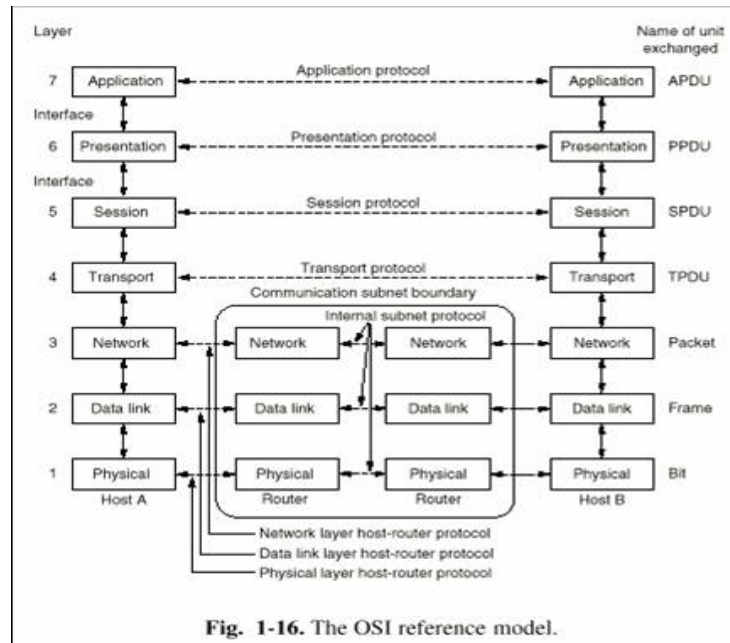 Layer
Name of unit
exchanged
Application protocol
7 Application Application APDU
Interface
Presentation protocol
6 Presentation Presentation PPDU
Interface
Session protocol
5 Session Session SPDU
Transport protocol
4 Transport Transport TPDU
Communication subnet boundary
Internal subnet protocol
3 Network Network Network Network Packet
2 Data link Data link Data link Data link Frame
1 Physical Physical Physical Physical Bit
Host A Router Router Host B
Network layer host-router protocol
Data link layer host-router protocol
Physical layer host-router protocol
Fig. 1-16. The OSI reference model.